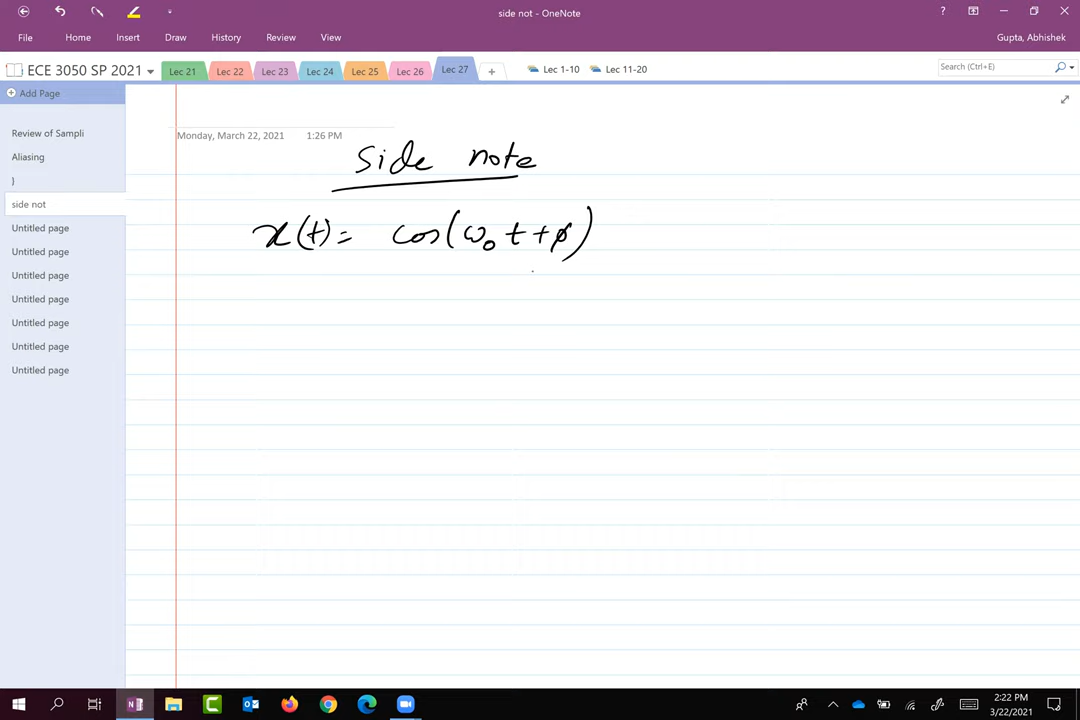 side not - OneNote
?
File Home Insert Draw History Review View
Gupta, Abhishek
ECE 3050 SP 2021 Lec 21 Lec 22 Lec 23 Lec 24 Lec 25 Lec 26 Lec 27 + Lec 1-10 Lec 11-20
Search (Ctrl+E)
Add Page
Review of Sampli
Aliasing
}
side not
Untitled page
Untitled page
Untitled page
Untitled page
Untitled page
Untitled page
Untitled page
Monday, March 22, 2021 1:26 PM
Side note
x(t) = cos(ω₀ t + ϕ)
2:22 PM
3/22/2021